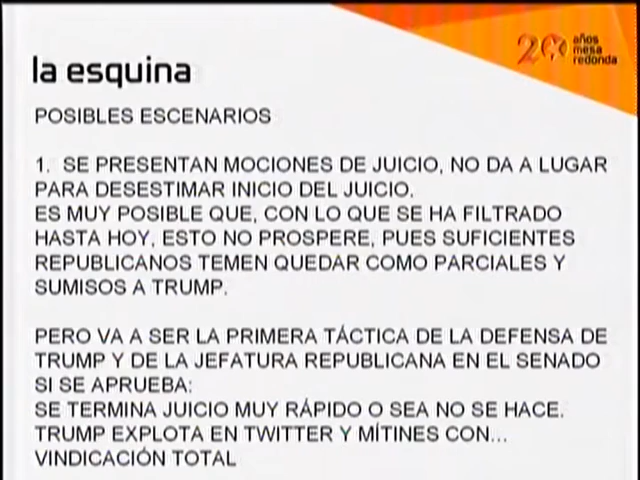 la esquina
20 años
mesa
redonda
POSIBLES ESCENARIOS
1. SE PRESENTAN MOCIONES DE JUICIO, NO DA A LUGAR
PARA DESESTIMAR INICIO DEL JUICIO.
ES MUY POSIBLE QUE, CON LO QUE SE HA FILTRADO
HASTA HOY, ESTO NO PROSPERE, PUES SUFICIENTES
REPUBLICANOS TEMEN QUEDAR COMO PARCIALES Y
SUMISOS A TRUMP.
PERO VA A SER LA PRIMERA TÁCTICA DE LA DEFENSA DE
TRUMP Y DE LA JEFATURA REPUBLICANA EN EL SENADO
SI SE APRUEBA:
SE TERMINA JUICIO MUY RÁPIDO O SEA NO SE HACE.
TRUMP EXPLOTA EN TWITTER Y MÍTINES CON...
VINDICACIÓN TOTAL